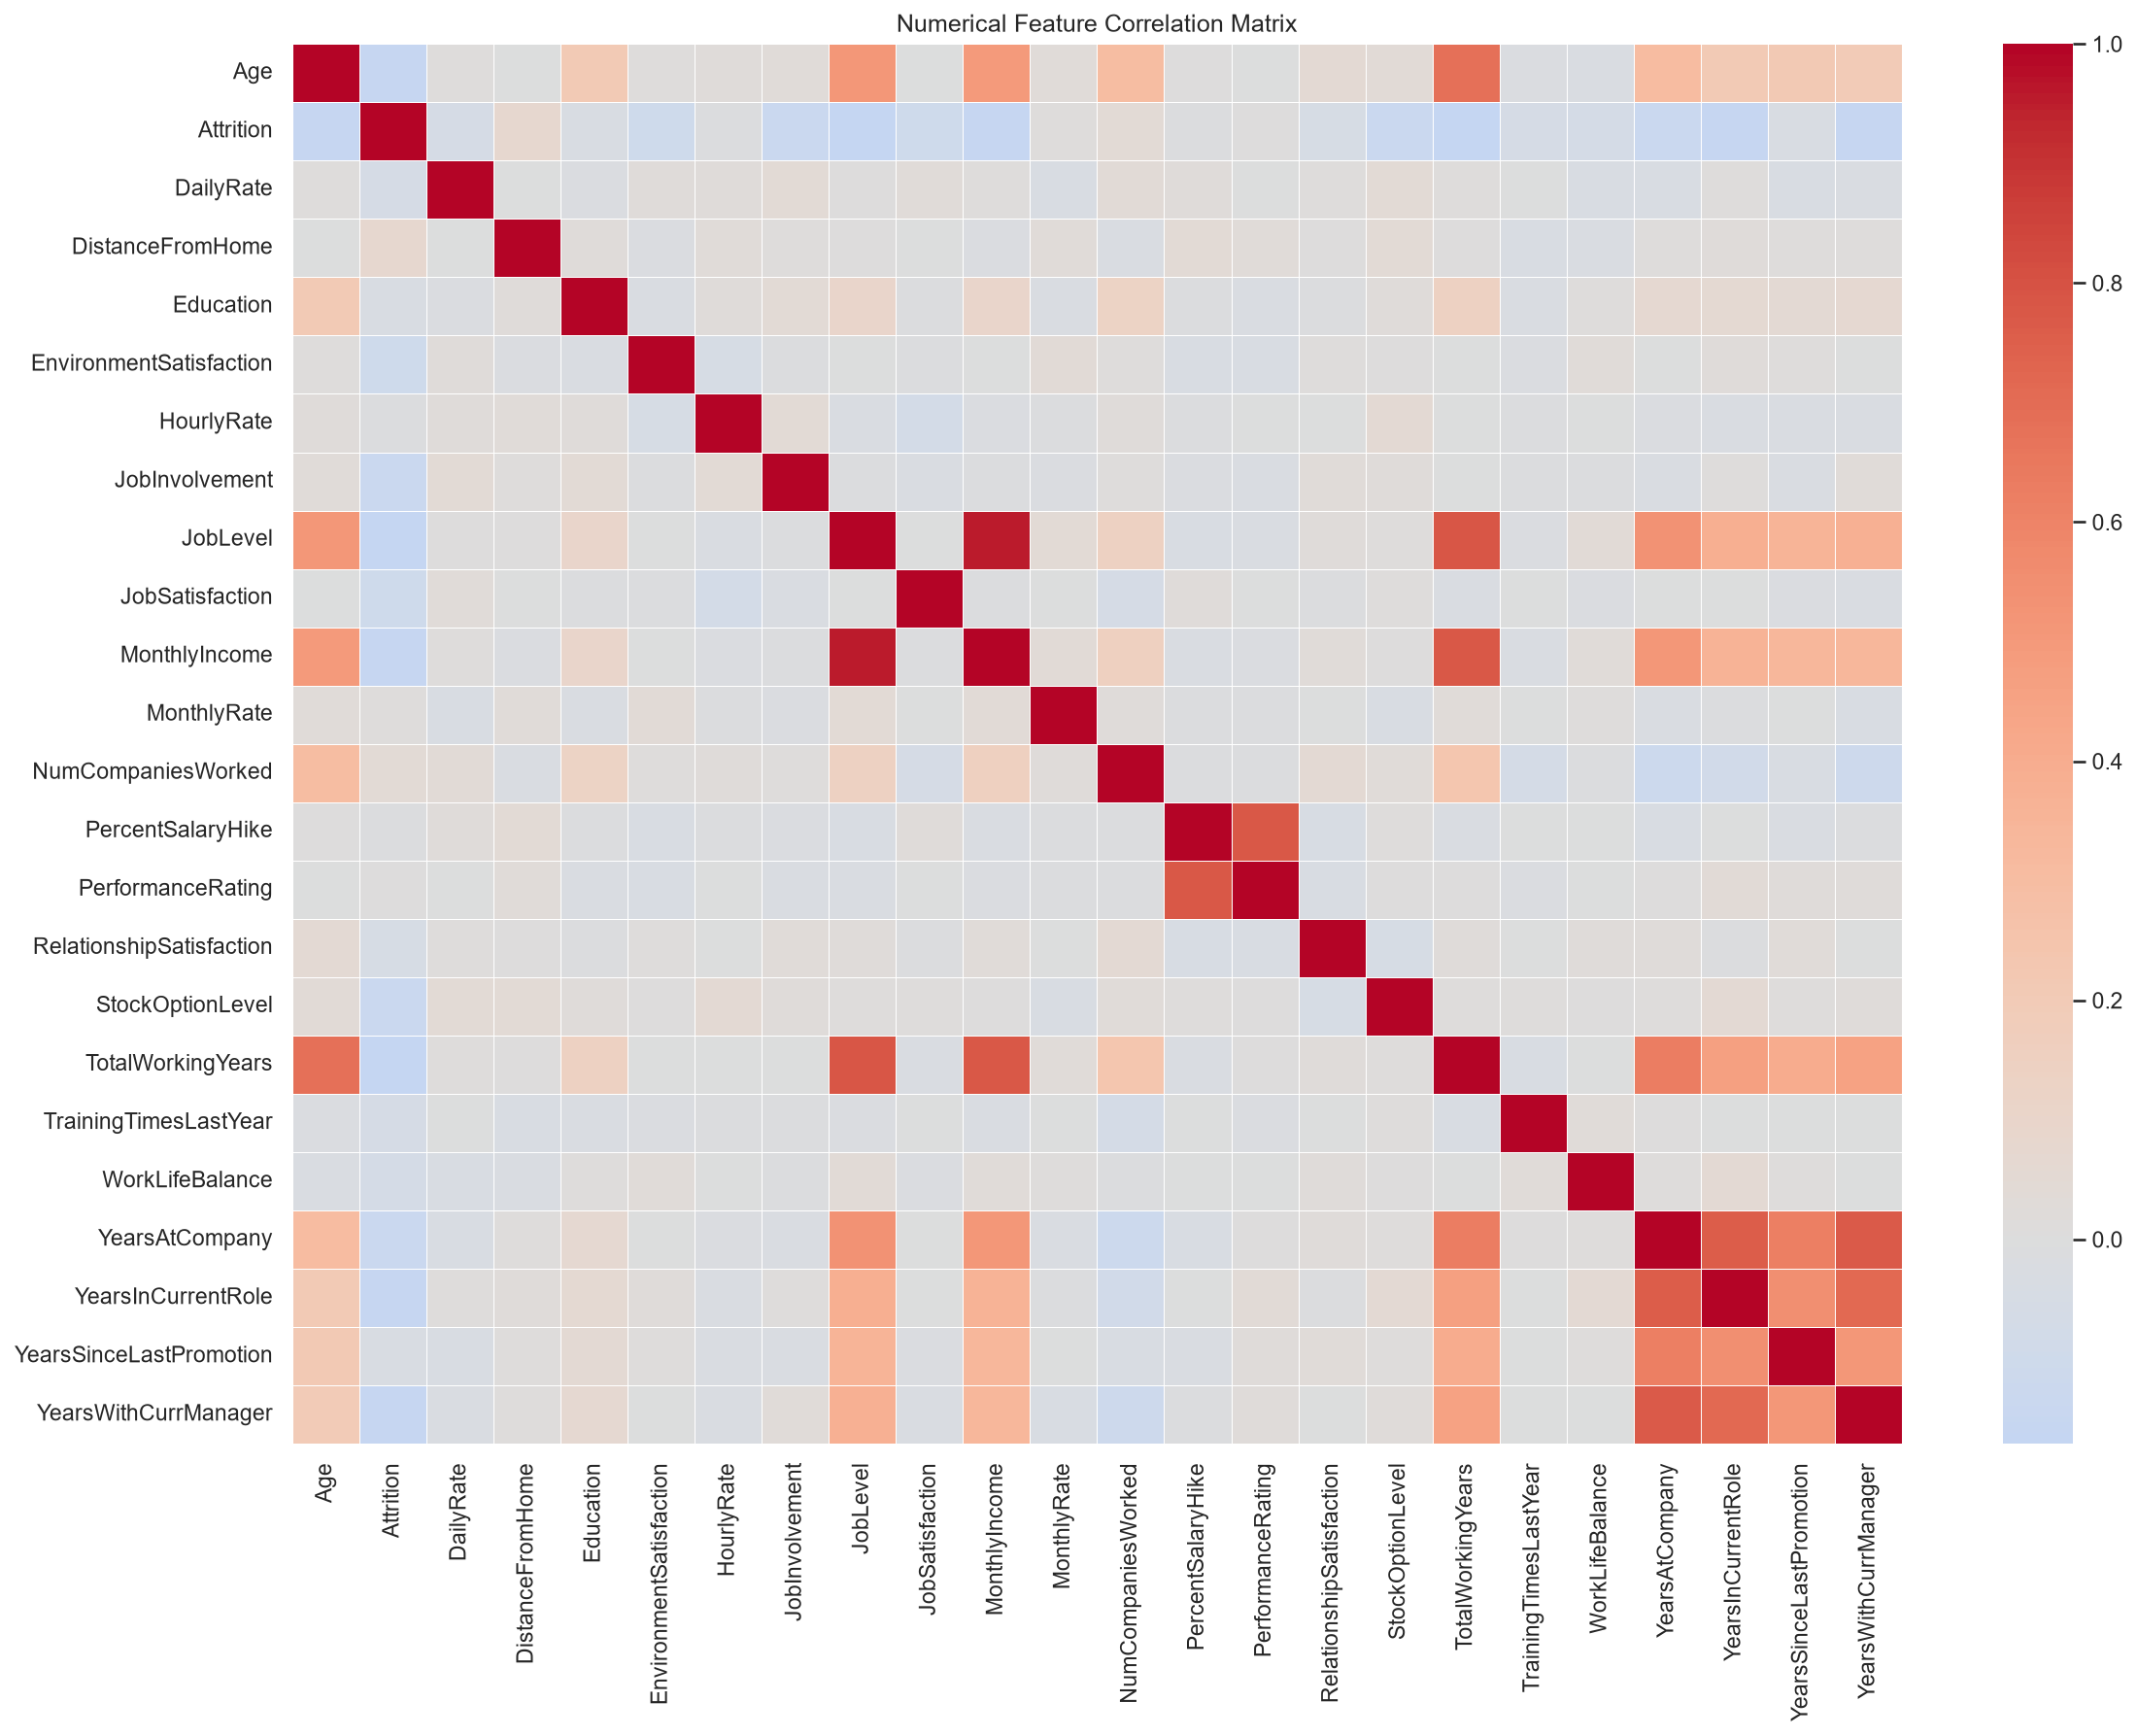 Numerical Feature Correlation Matrix
Age
Attrition
DailyRate
DistanceFromHome
Education
EnvironmentSatisfaction
HourlyRate
JobInvolvement
JobLevel
JobSatisfaction
MonthlyIncome
MonthlyRate
NumCompaniesWorked
PercentSalaryHike
PerformanceRating
RelationshipSatisfaction
StockOptionLevel
TotalWorkingYears
TrainingTimesLastYear
WorkLifeBalance
YearsAtCompany
YearsInCurrentRole
YearsSinceLastPromotion
YearsWithCurrManager
Age
Attrition
DailyRate
DistanceFromHome
Education
EnvironmentSatisfaction
HourlyRate
JobInvolvement
JobLevel
JobSatisfaction
MonthlyIncome
MonthlyRate
NumCompaniesWorked
PercentSalaryHike
PerformanceRating
RelationshipSatisfaction
StockOptionLevel
TotalWorkingYears
TrainingTimesLastYear
WorkLifeBalance
YearsAtCompany
YearsInCurrentRole
YearsSinceLastPromotion
YearsWithCurrManager
1.0
0.8
0.6
0.4
0.2
0.0